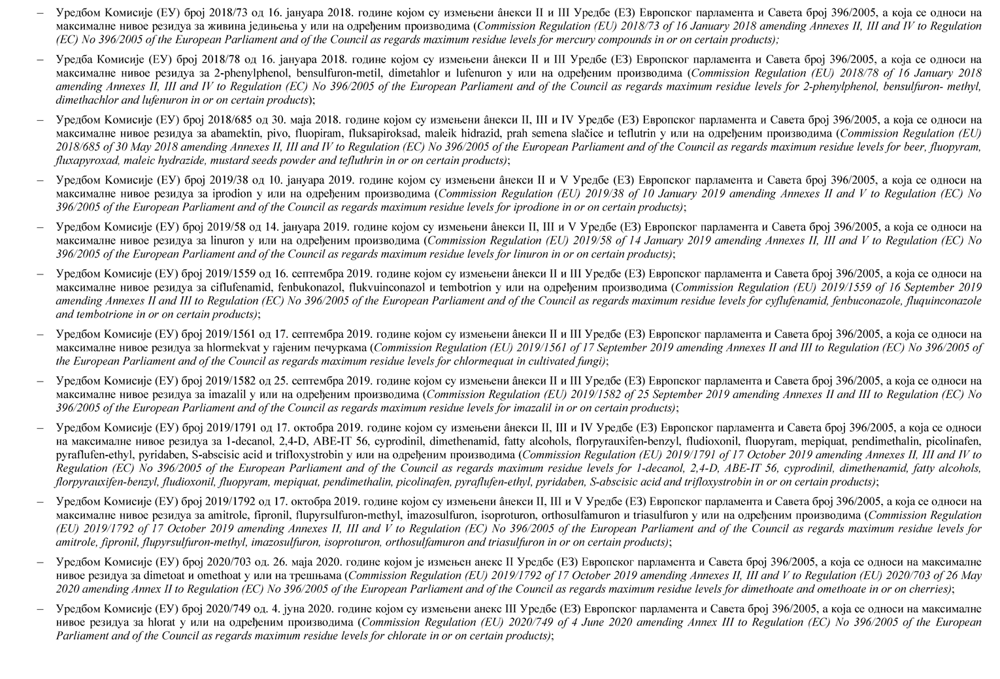 – Уредбом Комисије (ЕУ) број 2018/73 од 16. јануара 2018. године којом су измењени âнекси II и III Уредбе (ЕЗ) Европског парламента и Савета број 396/2005, а која се односи на
максималне нивое резидуа за живина једињења у или на одређеним производима (Commission Regulation (EU) 2018/73 of 16 January 2018 amending Annexes II, III and IV to Regulation
(EC) No 396/2005 of the European Parliament and of the Council as regards maximum residue levels for mercury compounds in or on certain products);
– Уредба Комисије (ЕУ) број 2018/78 од 16. јануара 2018. године којом су измењени âнекси II и III Уредбе (ЕЗ) Европског парламента и Савета број 396/2005, а која се односи на
максималне нивое резидуа за 2-phenylphenol, bensulfuron-metil, dimetahlor и lufenuron у или на одређеним производима (Commission Regulation (EU) 2018/78 of 16 January 2018
amending Annexes II, III and IV to Regulation (EC) No 396/2005 of the European Parliament and of the Council as regards maximum residue levels for 2-phenylphenol, bensulfuron- methyl,
dimethachlor and lufenuron in or on certain products);
– Уредбом Комисије (ЕУ) број 2018/685 од 30. маја 2018. године којом су измењени âнекси II, III и IV Уредбе (ЕЗ) Европског парламента и Савета број 396/2005, а која се односи на
максималне нивое резидуа за abamektin, pivo, fluopiram, fluksapiroksad, maleik hidrazid, prah semena slačice и teflutrin у или на одређеним производима (Commission Regulation (EU)
2018/685 of 30 May 2018 amending Annexes II, III and IV to Regulation (EC) No 396/2005 of the European Parliament and of the Council as regards maximum residue levels for beer, fluopyram,
fluxapyroxad, maleic hydrazide, mustard seeds powder and tefluthrin in or on certain products);
– Уредбом Комисије (ЕУ) број 2019/38 од 10. јануара 2019. године којом су измењени âнекси II и V Уредбе (ЕЗ) Европског парламента и Савета број 396/2005, а која се односи на
максималне нивое резидуа за iprodion у или на одређеним производима (Commission Regulation (EU) 2019/38 of 10 January 2019 amending Annexes II and V to Regulation (EC) No
396/2005 of the European Parliament and of the Council as regards maximum residue levels for iprodione in or on certain products);
– Уредбом Комисије (ЕУ) број 2019/58 од 14. јануара 2019. године којом су измењени âнекси II, III и V Уредбе (ЕЗ) Европског парламента и Савета број 396/2005, а која се односи на
максималне нивое резидуа за linuron у или на одређеним производима (Commission Regulation (EU) 2019/58 of 14 January 2019 amending Annexes II, III and V to Regulation (EC) No
396/2005 of the European Parliament and of the Council as regards maximum residue levels for linuron in or on certain products);
– Уредбом Комисије (ЕУ) број 2019/1559 од 16. септембра 2019. године којом су измењени âнекси II и III Уредбе (ЕЗ) Европског парламента и Савета број 396/2005, а која се односи на
максималне нивое резидуа за ciflufenamid, fenbukonazol, flukvuinconazol и tembotrion у или на одређеним производима (Commission Regulation (EU) 2019/1559 of 16 September 2019
amending Annexes II and III to Regulation (EC) No 396/2005 of the European Parliament and of the Council as regards maximum residue levels for cyflufenamid, fenbuconazole, fluquinconazole
and tembotrione in or on certain products);
– Уредбом Комисије (ЕУ) број 2019/1561 од 17. септембра 2019. године којом су измењени âнекси II и III Уредбе (ЕЗ) Европског парламента и Савета број 396/2005, а која се односи на
максималне нивое резидуа за hlormekvat у гајеним печуркама (Commission Regulation (EU) 2019/1561 of 17 September 2019 amending Annexes II and III to Regulation (EC) No 396/2005 of
the European Parliament and of the Council as regards maximum residue levels for chlormequat in cultivated fungi);
– Уредбом Комисије (ЕУ) број 2019/1582 од 25. септембра 2019. године којом су измењени âнекси II и III Уредбе (ЕЗ) Европског парламента и Савета број 396/2005, а која се односи на
максималне нивое резидуа за imazalil у или на одређеним производима (Commission Regulation (EU) 2019/1582 of 25 September 2019 amending Annexes II and III to Regulation (EC) No
396/2005 of the European Parliament and of the Council as regards maximum residue levels for imazalil in or on certain products);
– Уредбом Комисије (ЕУ) број 2019/1791 од 17. октобра 2019. године којом су измењени âнекси II, III и IV Уредбе (ЕЗ) Европског парламента и Савета број 396/2005, а која се односи
на максималне нивое резидуа за 1-decanol, 2,4-D, ABE-IT 56, cyprodinil, dimethenamid, fatty alcohols, florpyrauxifen-benzyl, fludioxonil, fluopyram, mepiquat, pendimethalin, picolinafen,
pyraflufen-ethyl, pyridaben, S-abscisic acid и trifloxystrobin у или на одређеним производима (Commission Regulation (EU) 2019/1791 of 17 October 2019 amending Annexes II, III and IV to
Regulation (EC) No 396/2005 of the European Parliament and of the Council as regards maximum residue levels for 1-decanol, 2,4-D, ABE-IT 56, cyprodinil, dimethenamid, fatty alcohols,
florpyrauxifen-benzyl, fludioxonil, fluopyram, mepiquat, pendimethalin, picolinafen, pyraflufen-ethyl, pyridaben, S-abscisic acid and trifloxystrobin in or on certain products);
– Уредбом Комисије (ЕУ) број 2019/1792 од 17. октобра 2019. године којом су измењени âнекси II, III и V Уредбе (ЕЗ) Европског парламента и Савета број 396/2005, а која се односи на
максималне нивое резидуа за amitrole, fipronil, flupyrsulfuron-methyl, imazosulfuron, isoproturon, orthosulfamuron и triasulfuron у или на одређеним производима (Commission Regulation
(EU) 2019/1792 of 17 October 2019 amending Annexes II, III and V to Regulation (EC) No 396/2005 of the European Parliament and of the Council as regards maximum residue levels for
amitrole, fipronil, flupyrsulfuron-methyl, imazosulfuron, isoproturon, orthosulfamuron and triasulfuron in or on certain products);
– Уредбом Комисије (ЕУ) број 2020/703 од. 26. маја 2020. године којом је измењен анекс II Уредбе (ЕЗ) Европског парламента и Савета број 396/2005, а која се односи на максималне
нивое резидуа за dimetoat и omethoat у или на трешњама (Commission Regulation (EU) 2019/1792 of 17 October 2019 amending Annexes II, III and V to Regulation (EU) 2020/703 of 26 May
2020 amending Annex II to Regulation (EC) No 396/2005 of the European Parliament and of the Council as regards maximum residue levels for dimethoate and omethoate in or on cherries);
– Уредбом Комисије (ЕУ) број 2020/749 од. 4. јуна 2020. године којом су измењени анекс III Уредбе (ЕЗ) Европског парламента и Савета број 396/2005, а која се односи на максималне
нивое резидуа за hlorat у или на одређеним производима (Commission Regulation (EU) 2020/749 of 4 June 2020 amending Annex III to Regulation (EC) No 396/2005 of the European
Parliament and of the Council as regards maximum residue levels for chlorate in or on certain products);